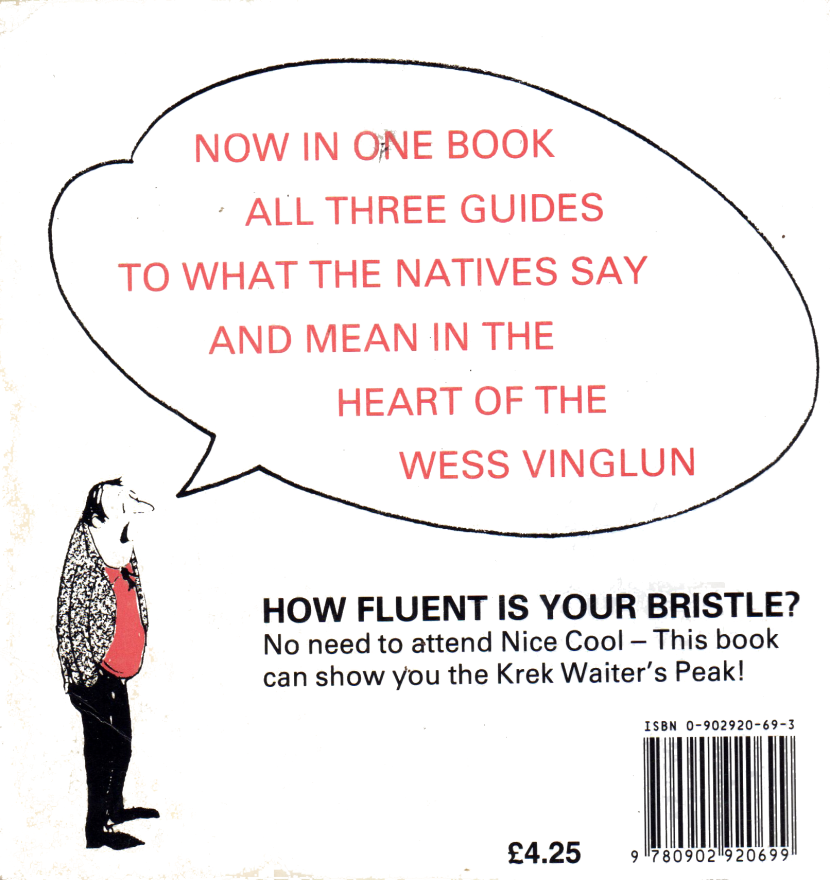 NOW IN ONE BOOK
ALL THREE GUIDES
TO WHAT THE NATIVES SAY
AND MEAN IN THE
HEART OF THE
WESS VINGLUN
HOW FLUENT IS YOUR BRISTLE?
No need to attend Nice Cool – This book
can show you the Krek Waiter's Peak!
ISBN 0-902920-69-3
£4.25
9 780902 920699